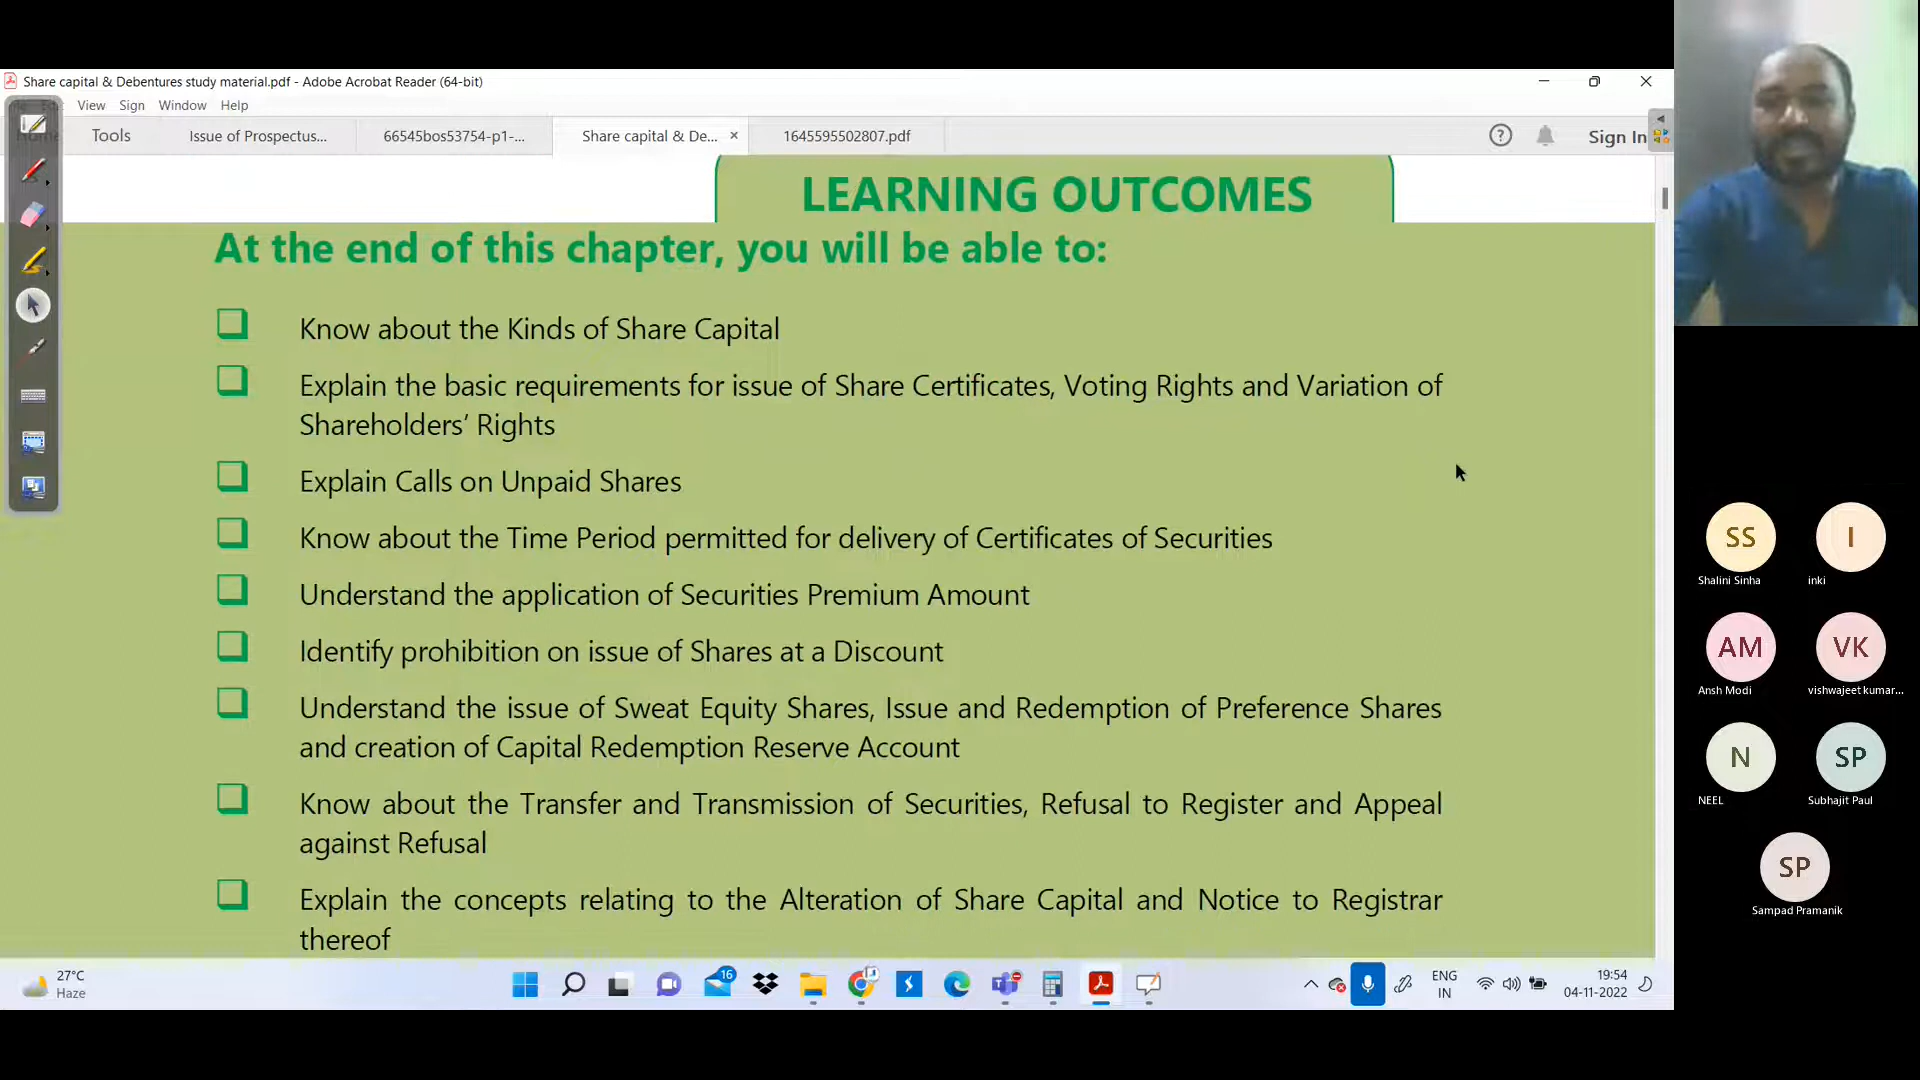 Share capital & Debentures study material.pdf - Adobe Acrobat Reader (64-bit)
View Sign Window Help
Tools Issue of Prospectus... 66545bos53754-p1-... Share capital & De... × 1645595502807.pdf Sign In
LEARNING OUTCOMES
At the end of this chapter, you will be able to:
Know about the Kinds of Share Capital
Explain the basic requirements for issue of Share Certificates, Voting Rights and Variation of
Shareholders’ Rights
Explain Calls on Unpaid Shares
Know about the Time Period permitted for delivery of Certificates of Securities
Understand the application of Securities Premium Amount
Identify prohibition on issue of Shares at a Discount
Understand the issue of Sweat Equity Shares, Issue and Redemption of Preference Shares
and creation of Capital Redemption Reserve Account
Know about the Transfer and Transmission of Securities, Refusal to Register and Appeal
against Refusal
Explain the concepts relating to the Alteration of Share Capital and Notice to Registrar
thereof
SS I
Shalini Sinha inki
AM VK
Ansh Modi vishwajeet kumar...
N SP
NEEL Subhajit Paul
SP
Sampad Pramanik
27°C
Haze
16
ENG
IN
19:54
04-11-2022